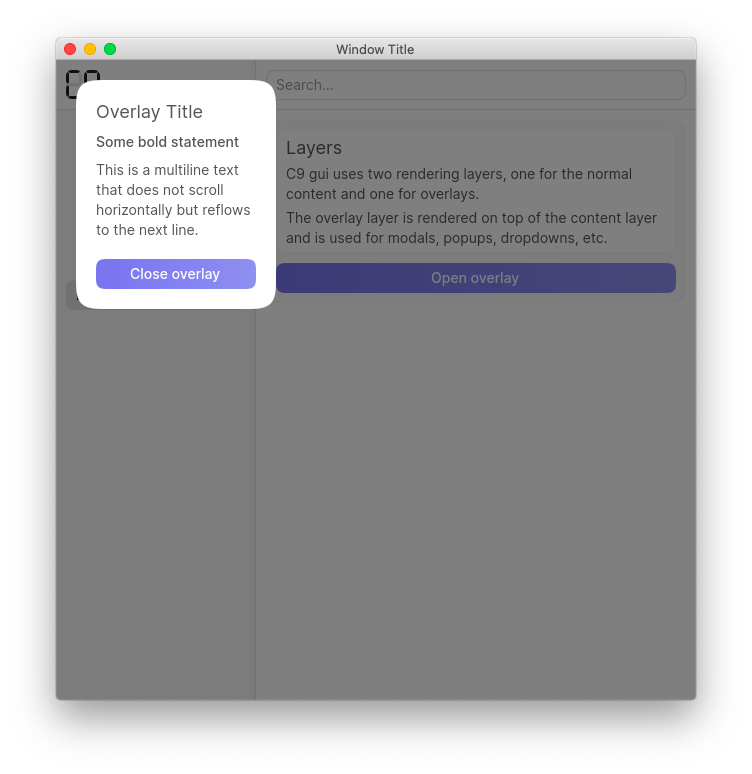 Window Title
Search...
Overlay Title
Some bold statement
This is a multiline text
that does not scroll
horizontally but reflows
to the next line.
Close overlay
Layers
C9 gui uses two rendering layers, one for the normal
content and one for overlays.
The overlay layer is rendered on top of the content layer
and is used for modals, popups, dropdowns, etc.
Open overlay